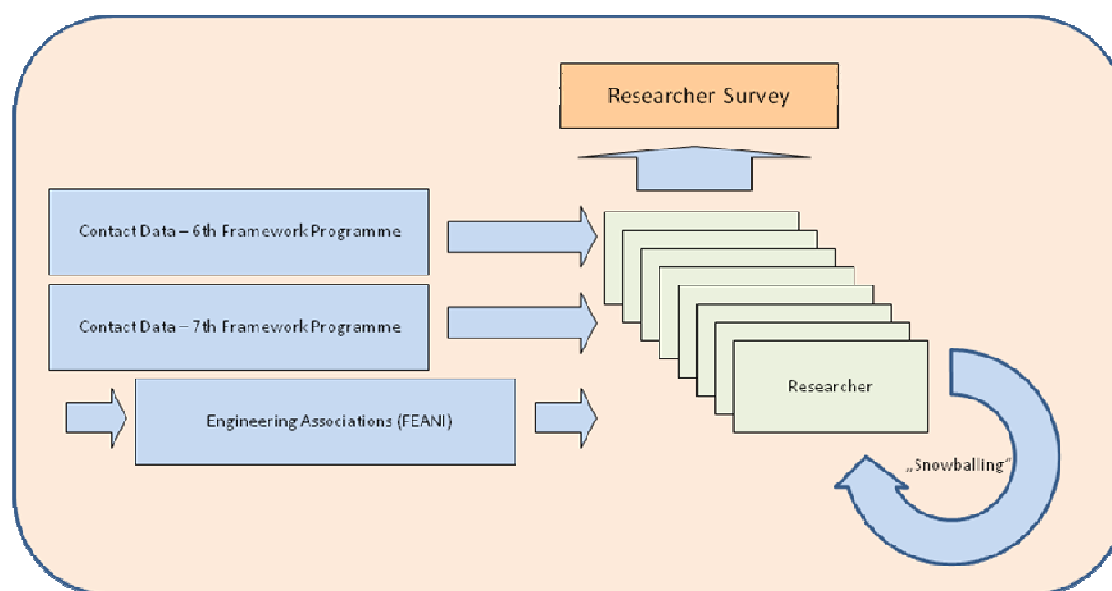 Researcher Survey
Contact Data – 6th Framework Programme
Contact Data – 7th Framework Programme
Engineering Associations (FEANI)
Researcher
„Snowballing“